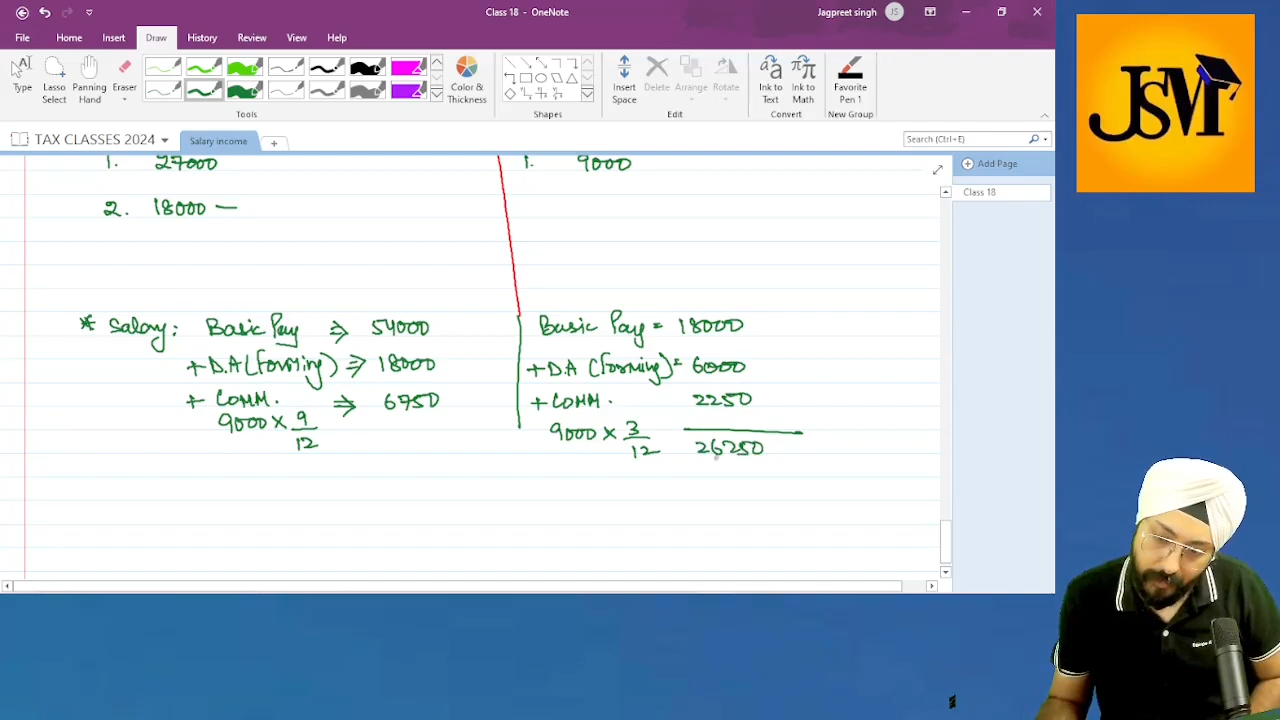 Class 18 - OneNote
Jagpreet singh JS
File Home Insert Draw History Review View Help
Type
Lasso Select
Panning Hand
Eraser
Color & Thickness
Insert Space
Delete
Arrange
Rotate
Ink to Text
Ink to Math
Favorite Pen 1
Tools
Shapes
Edit
Convert
New Group
TAX CLASSES 2024
Salary income
Search (Ctrl+E)
Add Page
Class 18
1. 27000
2. 18000 —
1. 9000
* Salary: Basic Pay ⇒ 54000
+ D.A (forming) ⇒ 18000
+ COMM. ⇒ 6750
9000 × 9/12
Basic Pay = 18000
+ D.A (forming) = 6000
+ COMM. 2250
9000 × 3/12 26250
JSM